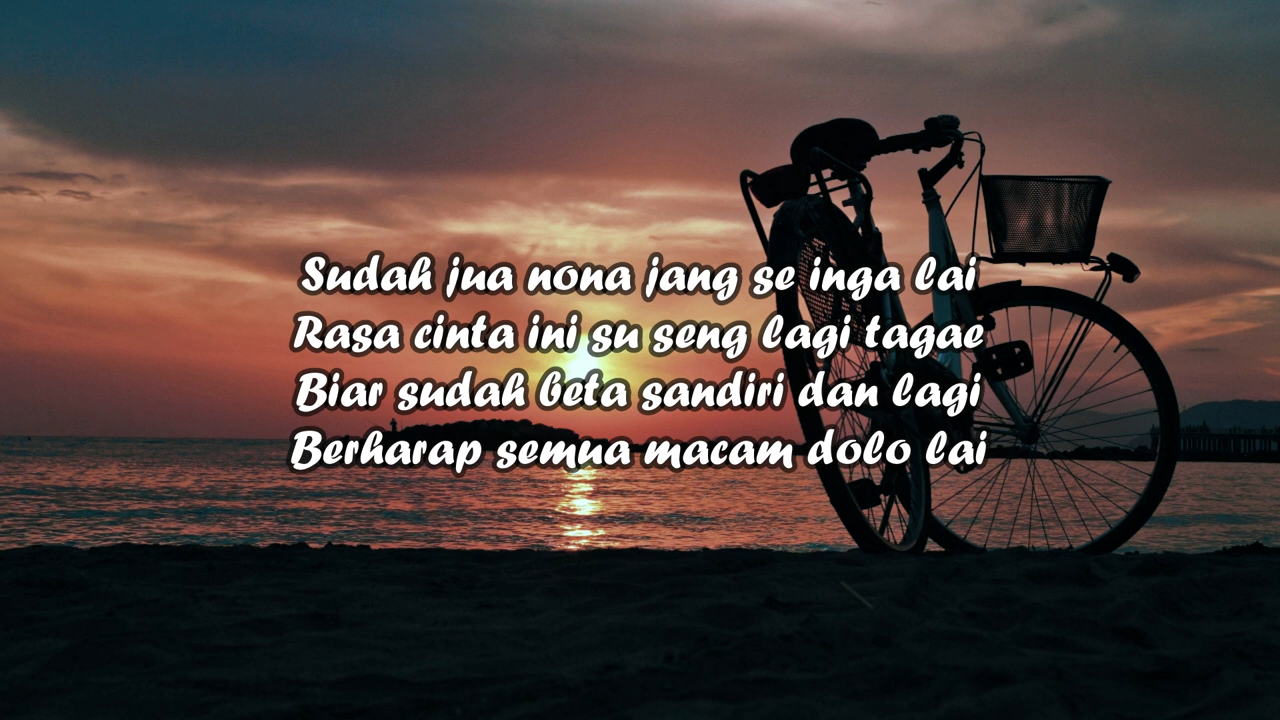 Sudah jua nona jang se inga lai
Rasa cinta ini su seng lagi tagae
Biar sudah beta sandiri dan lagi
Berharap semua macam dolo lai